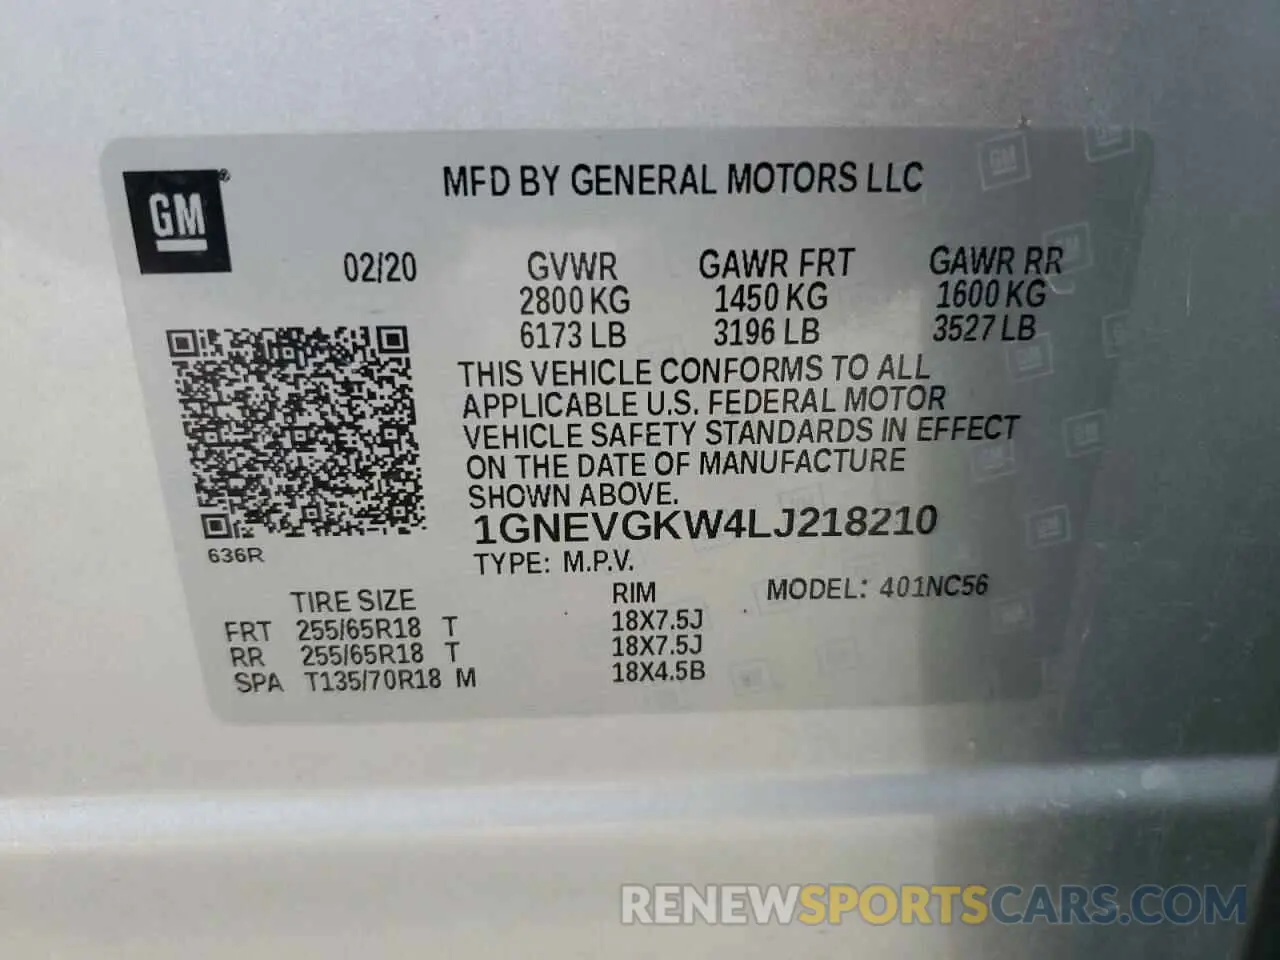 GM®
MFD BY GENERAL MOTORS LLC
02/20 GVWR GAWR FRT GAWR RR
2800 KG 1450 KG 1600 KG
6173 LB 3196 LB 3527 LB
THIS VEHICLE CONFORMS TO ALL
APPLICABLE U.S. FEDERAL MOTOR
VEHICLE SAFETY STANDARDS IN EFFECT
ON THE DATE OF MANUFACTURE
SHOWN ABOVE.
1GNEVGKW4LJ218210
636R
TYPE: M.P.V.
TIRE SIZE RIM MODEL: 401NC56
FRT 255/65R18 T 18X7.5J
RR 255/65R18 T 18X7.5J
SPA T135/70R18 M 18X4.5B
RENEWSPORTSCARS.COM